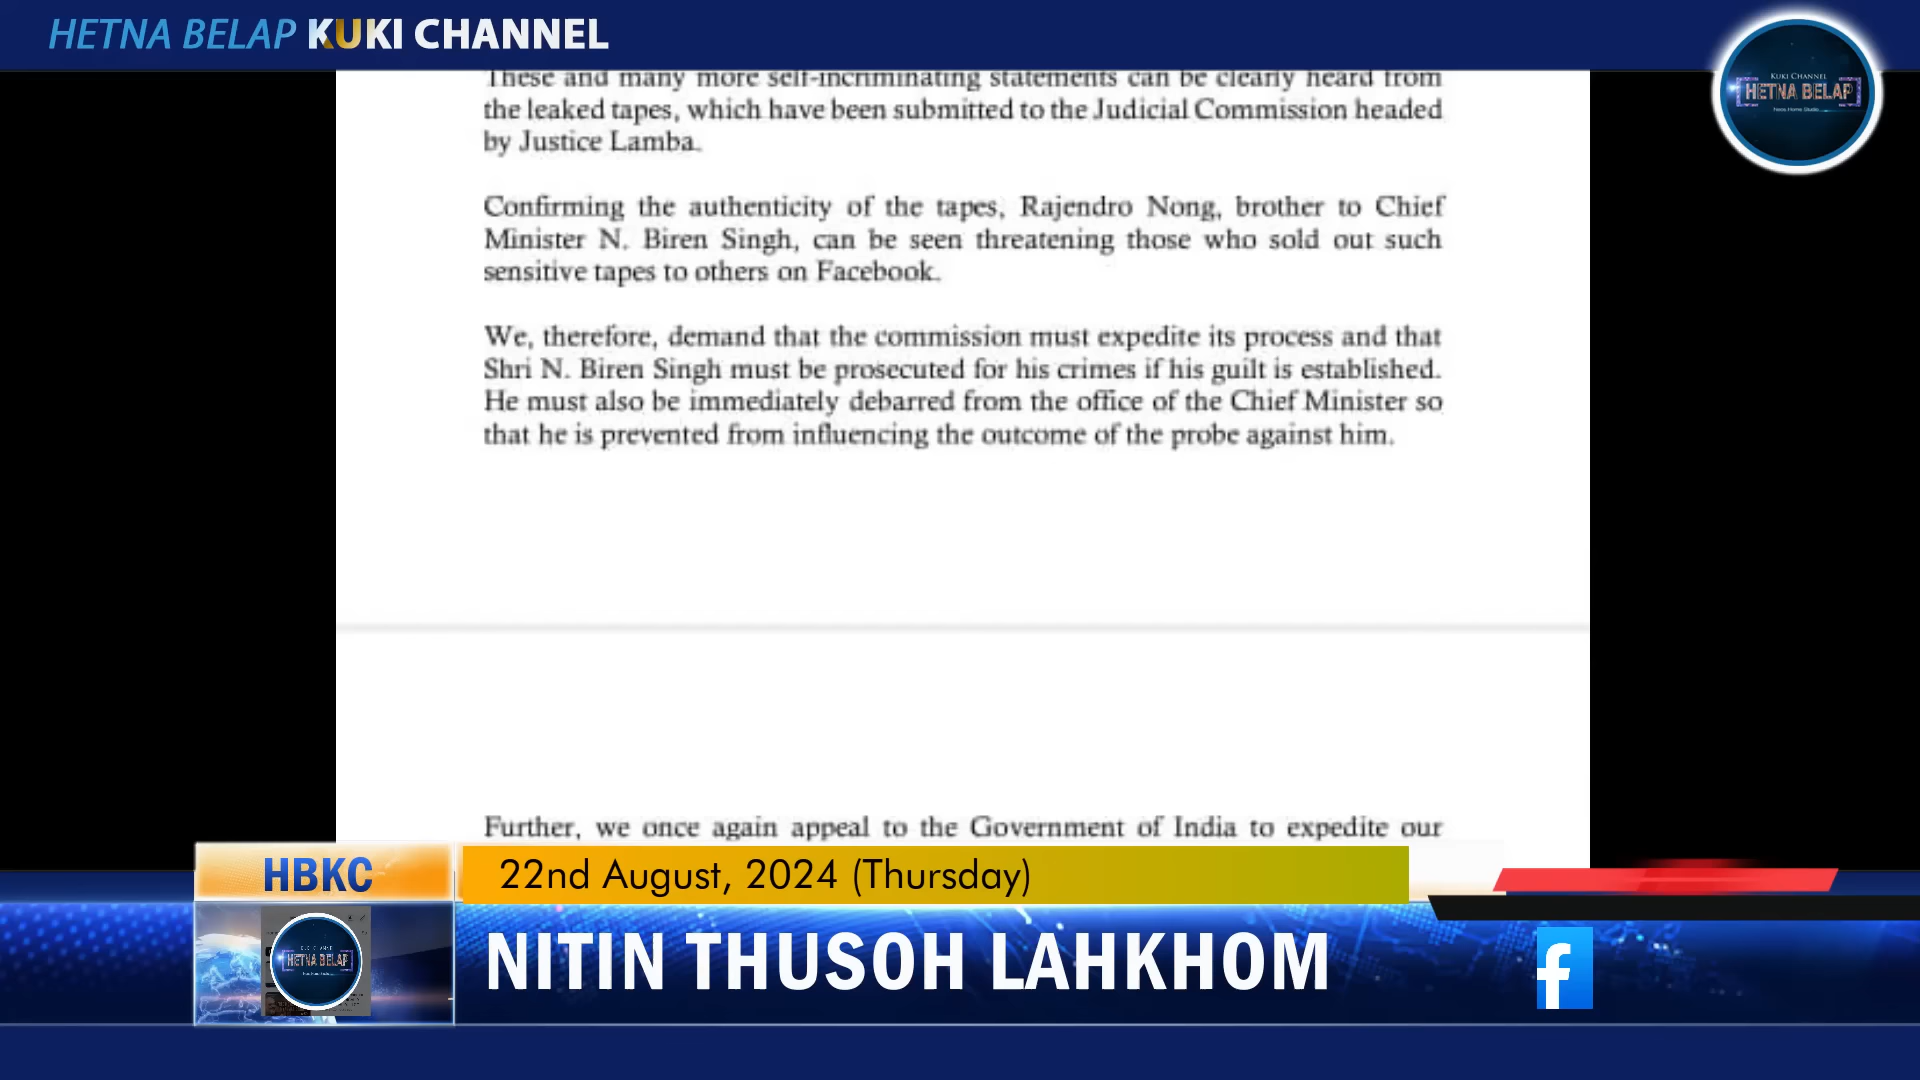 HETNA BELAP KUKI CHANNEL
KUKI CHANNEL
HETNA BELAP
These and many more self-incriminating statements can be clearly heard from
the leaked tapes, which have been submitted to the Judicial Commission headed
by Justice Lamba.
Confirming the authenticity of the tapes, Rajendro Nong, brother to Chief
Minister N. Biren Singh, can be seen threatening those who sold out such
sensitive tapes to others on Facebook.
We, therefore, demand that the commission must expedite its process and that
Shri N. Biren Singh must be prosecuted for his crimes if his guilt is established.
He must also be immediately debarred from the office of the Chief Minister so
that he is prevented from influencing the outcome of the probe against him.
Further, we once again appeal to the Government of India to expedite our
HBKC
22nd August, 2024 (Thursday)
HETNA BELAP
NITIN THUSOH LAHKHOM
f